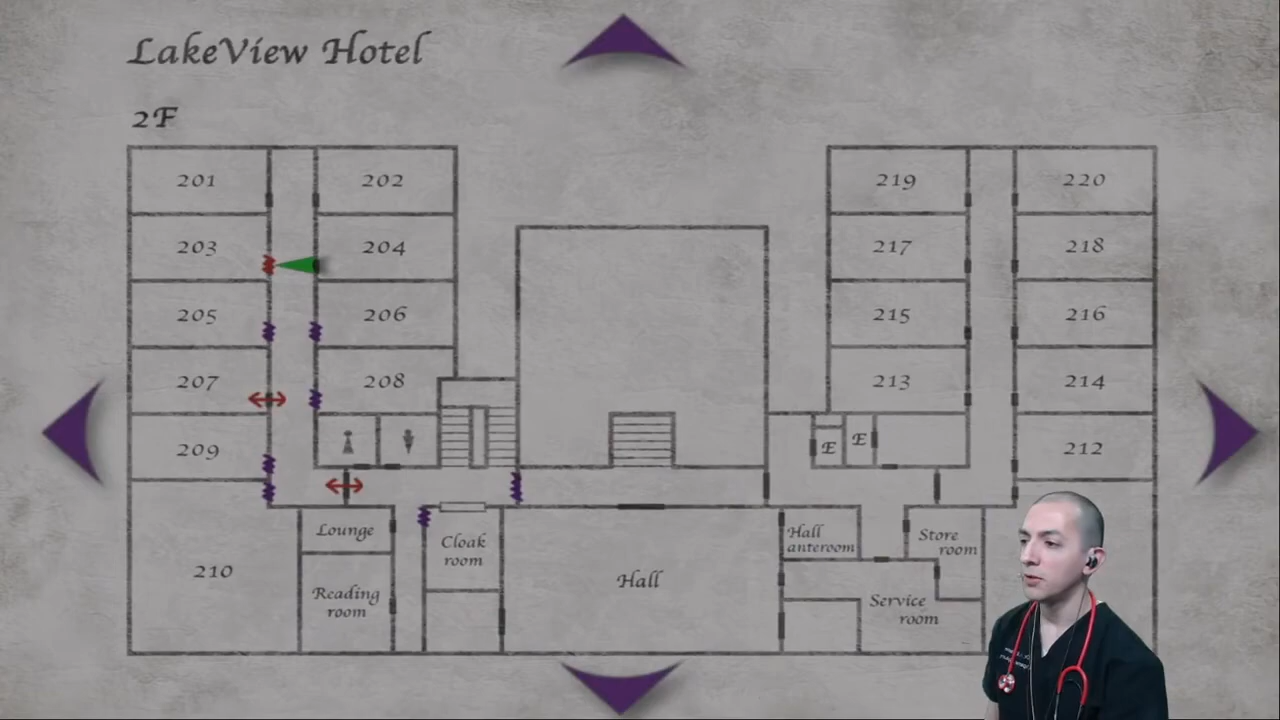 LakeView Hotel
2F
201
202
219
220
203
204
217
218
205
206
215
216
207
208
213
214
209
E
E
212
Lounge
Cloak
room
Hall
anteroom
Store
room
210
Reading
room
Hall
Service
room